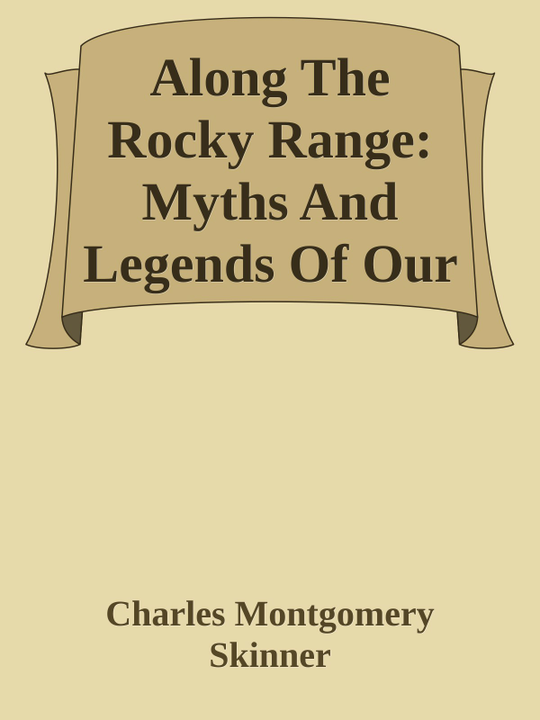 Along The
Rocky Range:
Myths And
Legends Of Our
Charles Montgomery
Skinner